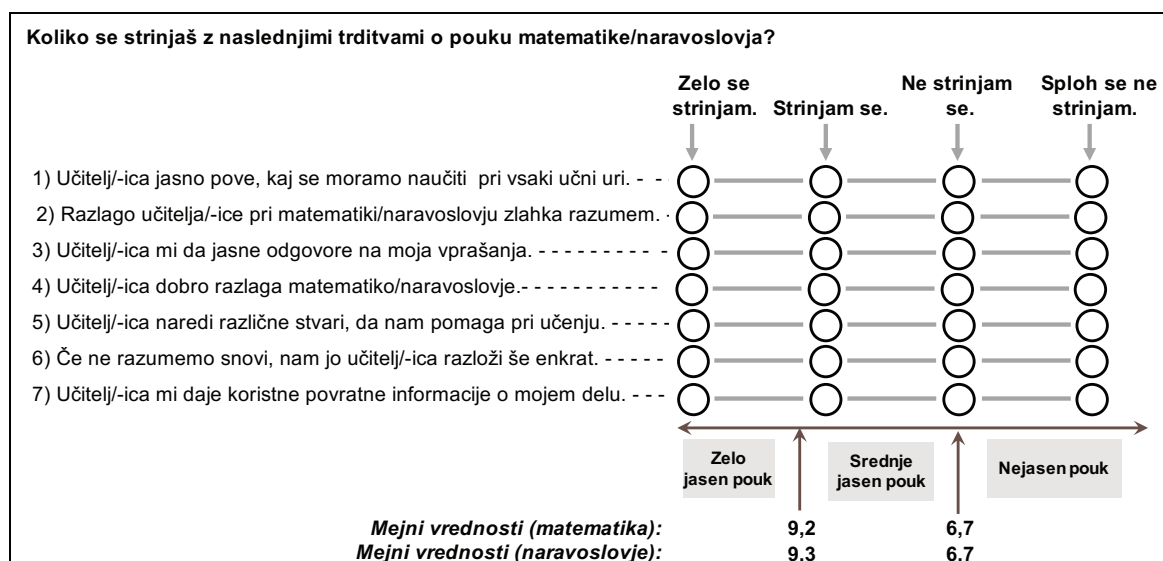 Koliko se strinjaš z naslednjimi trditvami o pouku matematike/naravoslovja?
Zelo se strinjam.
Strinjam se.
Ne strinjam se.
Sploh se ne strinjam.
1) Učitelj/-ica jasno pove, kaj se moramo naučiti pri vsaki učni uri. - -
2) Razlago učitelja/-ice pri matematiki/naravoslovju zlahka razumem. -
3) Učitelj/-ica mi da jasne odgovore na moja vprašanja. - - - - - - - - - -
4) Učitelj/-ica dobro razlaga matematiko/naravoslovje.- - - - - - - - - - -
5) Učitelj/-ica naredi različne stvari, da nam pomaga pri učenju. - - - - -
6) Če ne razumemo snovi, nam jo učitelj/-ica razloži še enkrat. - - - - - -
7) Učitelj/-ica mi daje koristne povratne informacije o mojem delu. - - -
Zelo jasen pouk
Srednje jasen pouk
Nejasen pouk
Mejni vrednosti (matematika): 9,2 6,7
Mejni vrednosti (naravoslovje): 9,3 6,7